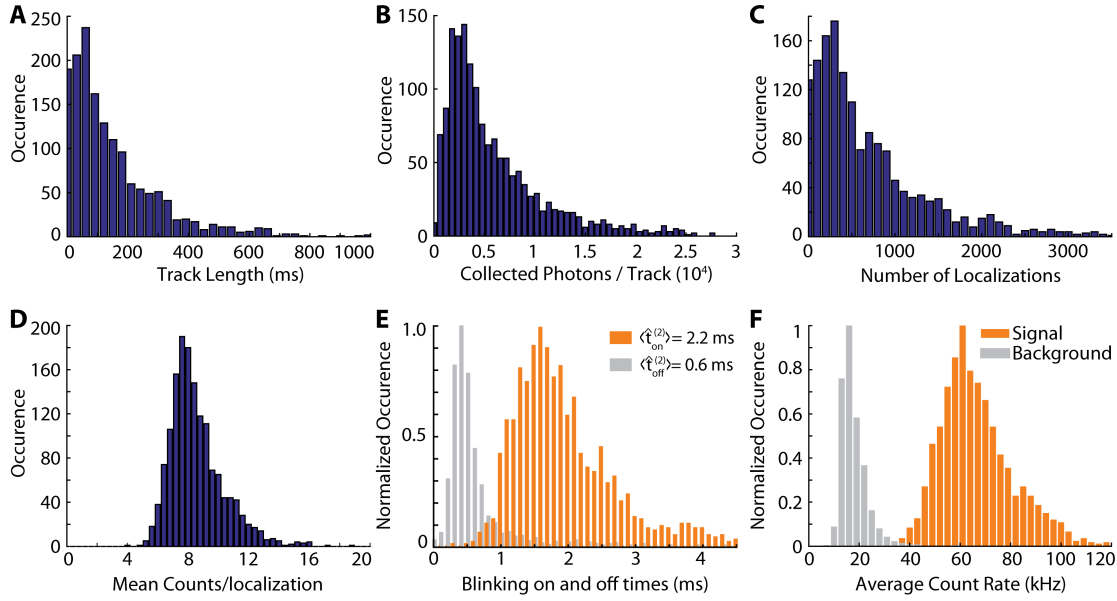 A
250
200
150
100
50
0
Occurence
0
200
400
600
800
1000
Track Length (ms)
B
150
100
50
0
Occurence
0
0.5
1
1.5
2
2.5
3
Collected Photons / Track (10⁴)
C
160
120
80
40
0
Occurence
0
1000
2000
3000
Number of Localizations
D
200
160
120
80
40
0
Occurence
0
4
8
12
16
20
Mean Counts/localization
E
1.0
0.5
0
Normalized Occurence
⟨t̂on⁽²⁾⟩= 2.2 ms
⟨t̂off⁽²⁾⟩= 0.6 ms
0
1
2
3
4
Blinking on and off times (ms)
F
1
0.8
0.6
0.4
0.2
0
Normalized Occurence
Signal
Background
0
20
40
60
80
100
120
Average Count Rate (kHz)